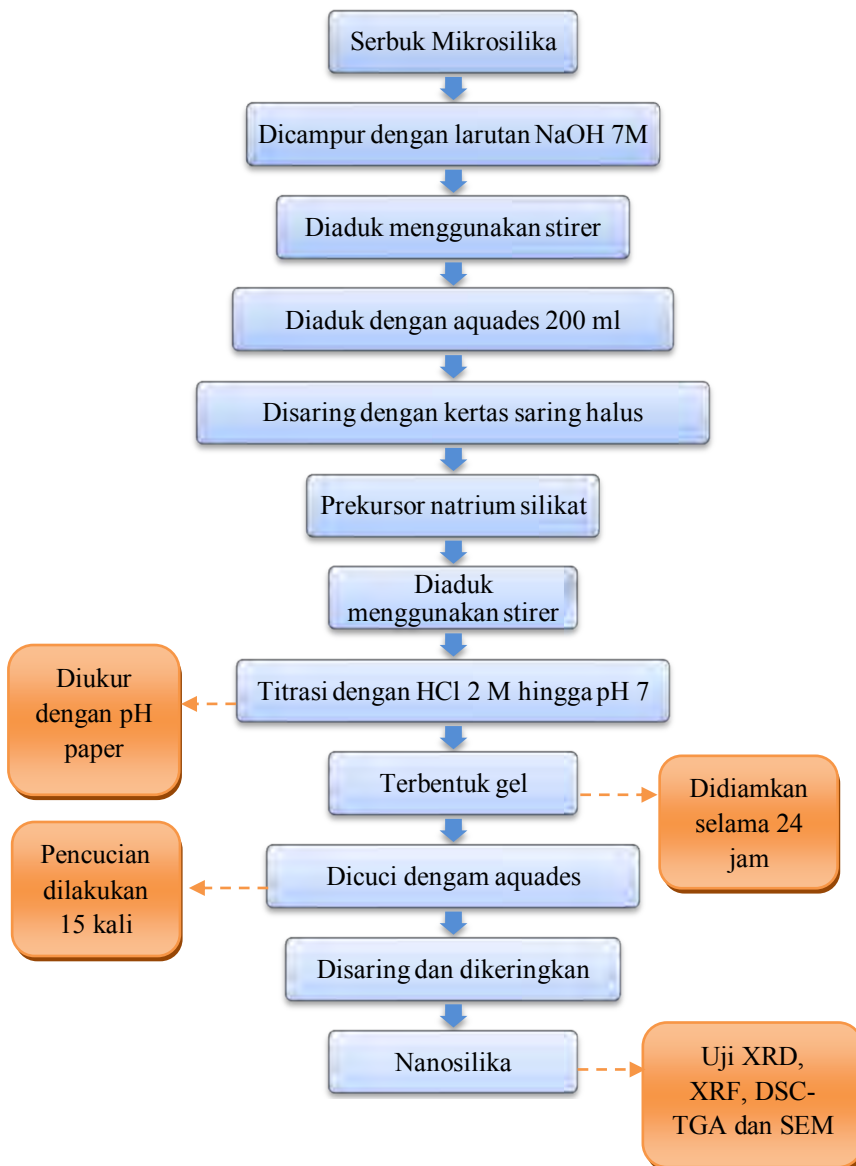 Serbuk Mikrosilika
Dicampur dengan larutan NaOH 7M
Diaduk menggunakan stirer
Diaduk dengan aquades 200 ml
Disaring dengan kertas saring halus
Prekursor natrium silikat
Diaduk
menggunakan stirer
Diukur
dengan pH
paper
Titrasi dengan HCl 2 M hingga pH 7
Terbentuk gel
Didiamkan
selama 24
jam
Pencucian
dilakukan
15 kali
Dicuci dengam aquades
Disaring dan dikeringkan
Nanosilika
Uji XRD,
XRF, DSC-
TGA dan SEM